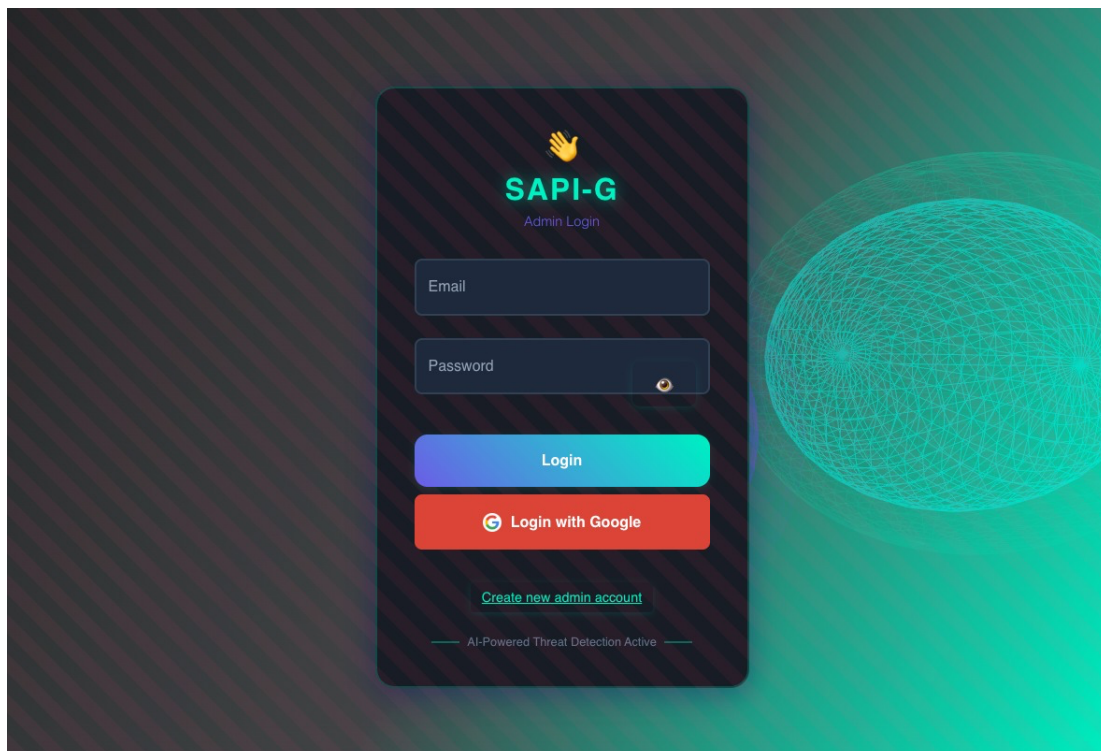 SAPI-G
Admin Login
Email
Password
Login
Login with Google
Create new admin account
AI-Powered Threat Detection Active